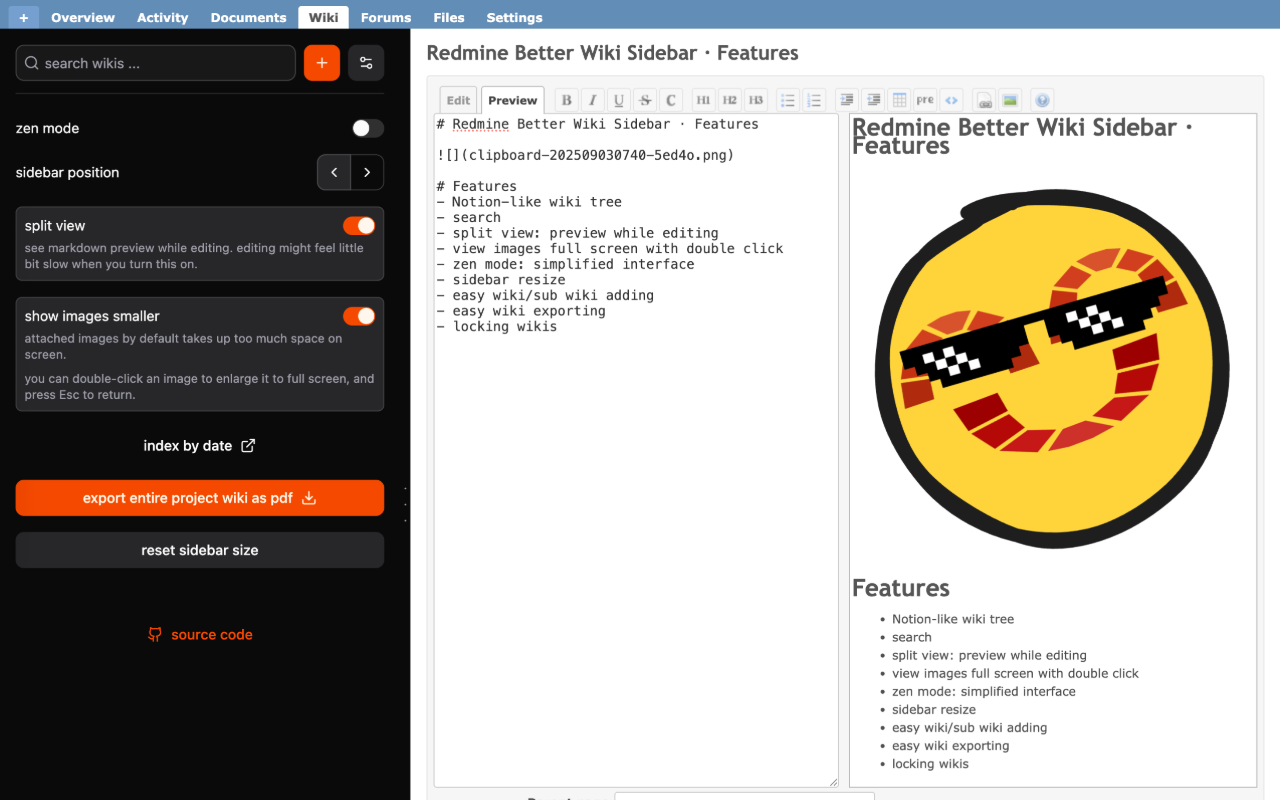 + Overview Activity Documents Wiki Forums Files Settings
search wikis ...
+
zen mode
sidebar position
split view
see markdown preview while editing. editing might feel little
bit slow when you turn this on.
show images smaller
attached images by default takes up too much space on
screen.
you can double-click an image to enlarge it to full screen, and
press Esc to return.
index by date
export entire project wiki as pdf
reset sidebar size
source code
Redmine Better Wiki Sidebar · Features
Edit Preview B I U S C H1 H2 H3 pre <>
# Redmine Better Wiki Sidebar · Features
![](clipboard-202509030740-5ed4o.png)
# Features
- Notion-like wiki tree
- search
- split view: preview while editing
- view images full screen with double click
- zen mode: simplified interface
- sidebar resize
- easy wiki/sub wiki adding
- easy wiki exporting
- locking wikis
Redmine Better Wiki Sidebar ·
Features
Features
• Notion-like wiki tree
• search
• split view: preview while editing
• view images full screen with double click
• zen mode: simplified interface
• sidebar resize
• easy wiki/sub wiki adding
• easy wiki exporting
• locking wikis